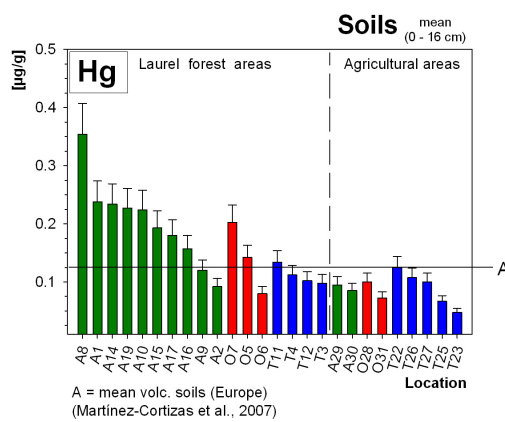 Soils mean
(0 - 16 cm)
[µg/g]
Hg
Laurel forest areas
Agricultural areas
0.5
0.4
0.3
0.2
0.1
A
A8 A1 A14 A19 A10 A15 A17 A16 A9 A2 O7 O5 O6 T11 T4 T12 T3 A29 A30 O28 O31 T22 T26 T27 T25 T23
Location
A = mean volc. soils (Europe)
(Martínez-Cortizas et al., 2007)